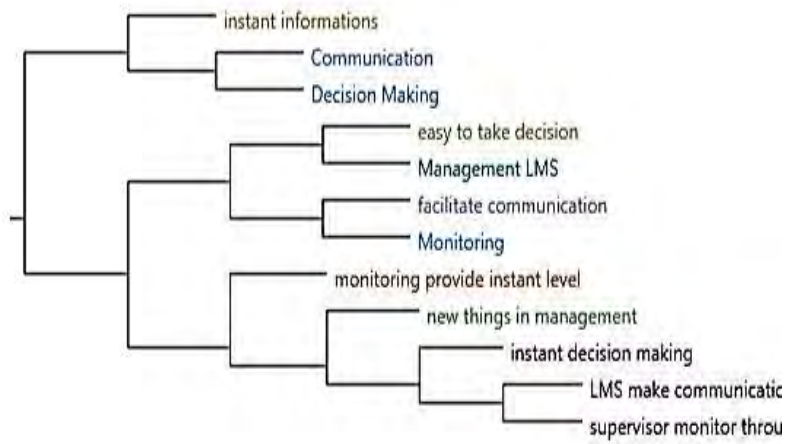 instant informations
Communication
Decision Making
easy to take decision
Management LMS
facilitate communication
Monitoring
monitoring provide instant level
new things in management
instant decision making
LMS make communicatic
supervisor monitor throu